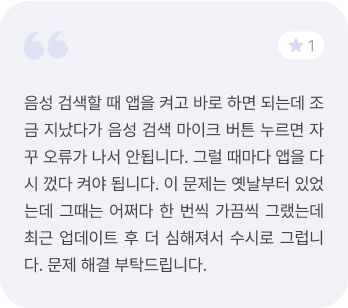 1
음성 검색할 때 앱을 켜고 바로 하면 되는데 조
금 지났다가 음성 검색 마이크 버튼 누르면 자
꾸 오류가 나서 안됩니다. 그럴 때마다 앱을 다
시 껐다 켜야 됩니다. 이 문제는 옛날부터 있었
는데 그때는 어쩌다 한 번씩 가끔씩 그랬는데
최근 업데이트 후 더 심해져서 수시로 그럽니
다. 문제 해결 부탁드립니다.